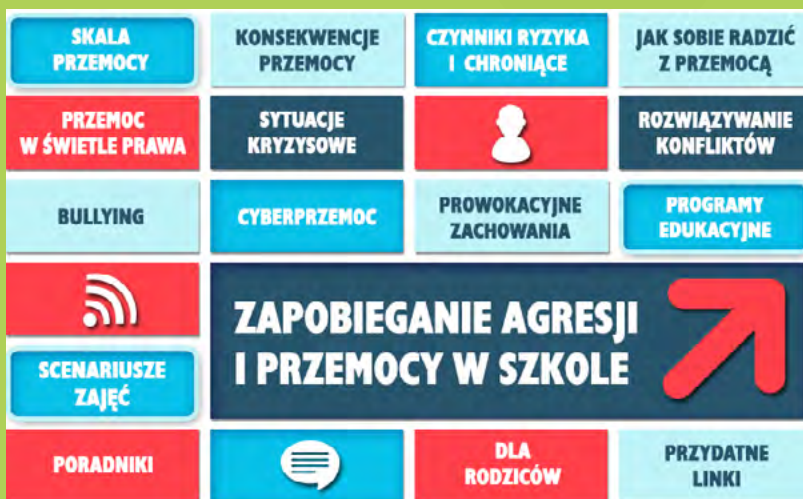 SKALA
PRZEMOCY
KONSEKWENCJE
PRZEMOCY
CZYNNIKI RYZYKA
I CHRONIĄCE
JAK SOBIE RADZIĆ
Z PRZEMOCĄ
PRZEMOC
W ŚWIETLE PRAWA
SYTUACJE
KRYZYSOWE
ROZWIĄZYWANIE
KONFLIKTÓW
BULLYING
CYBERPRZEMOC
PROWOKACYJNE
ZACHOWANIA
PROGRAMY
EDUKACYJNE
ZAPOBIEGANIE AGRESJI
I PRZEMOCY W SZKOLE
SCENARIUSZE
ZAJĘĆ
PORADNIKI
DLA
RODZICÓW
PRZYDATNE
LINKI